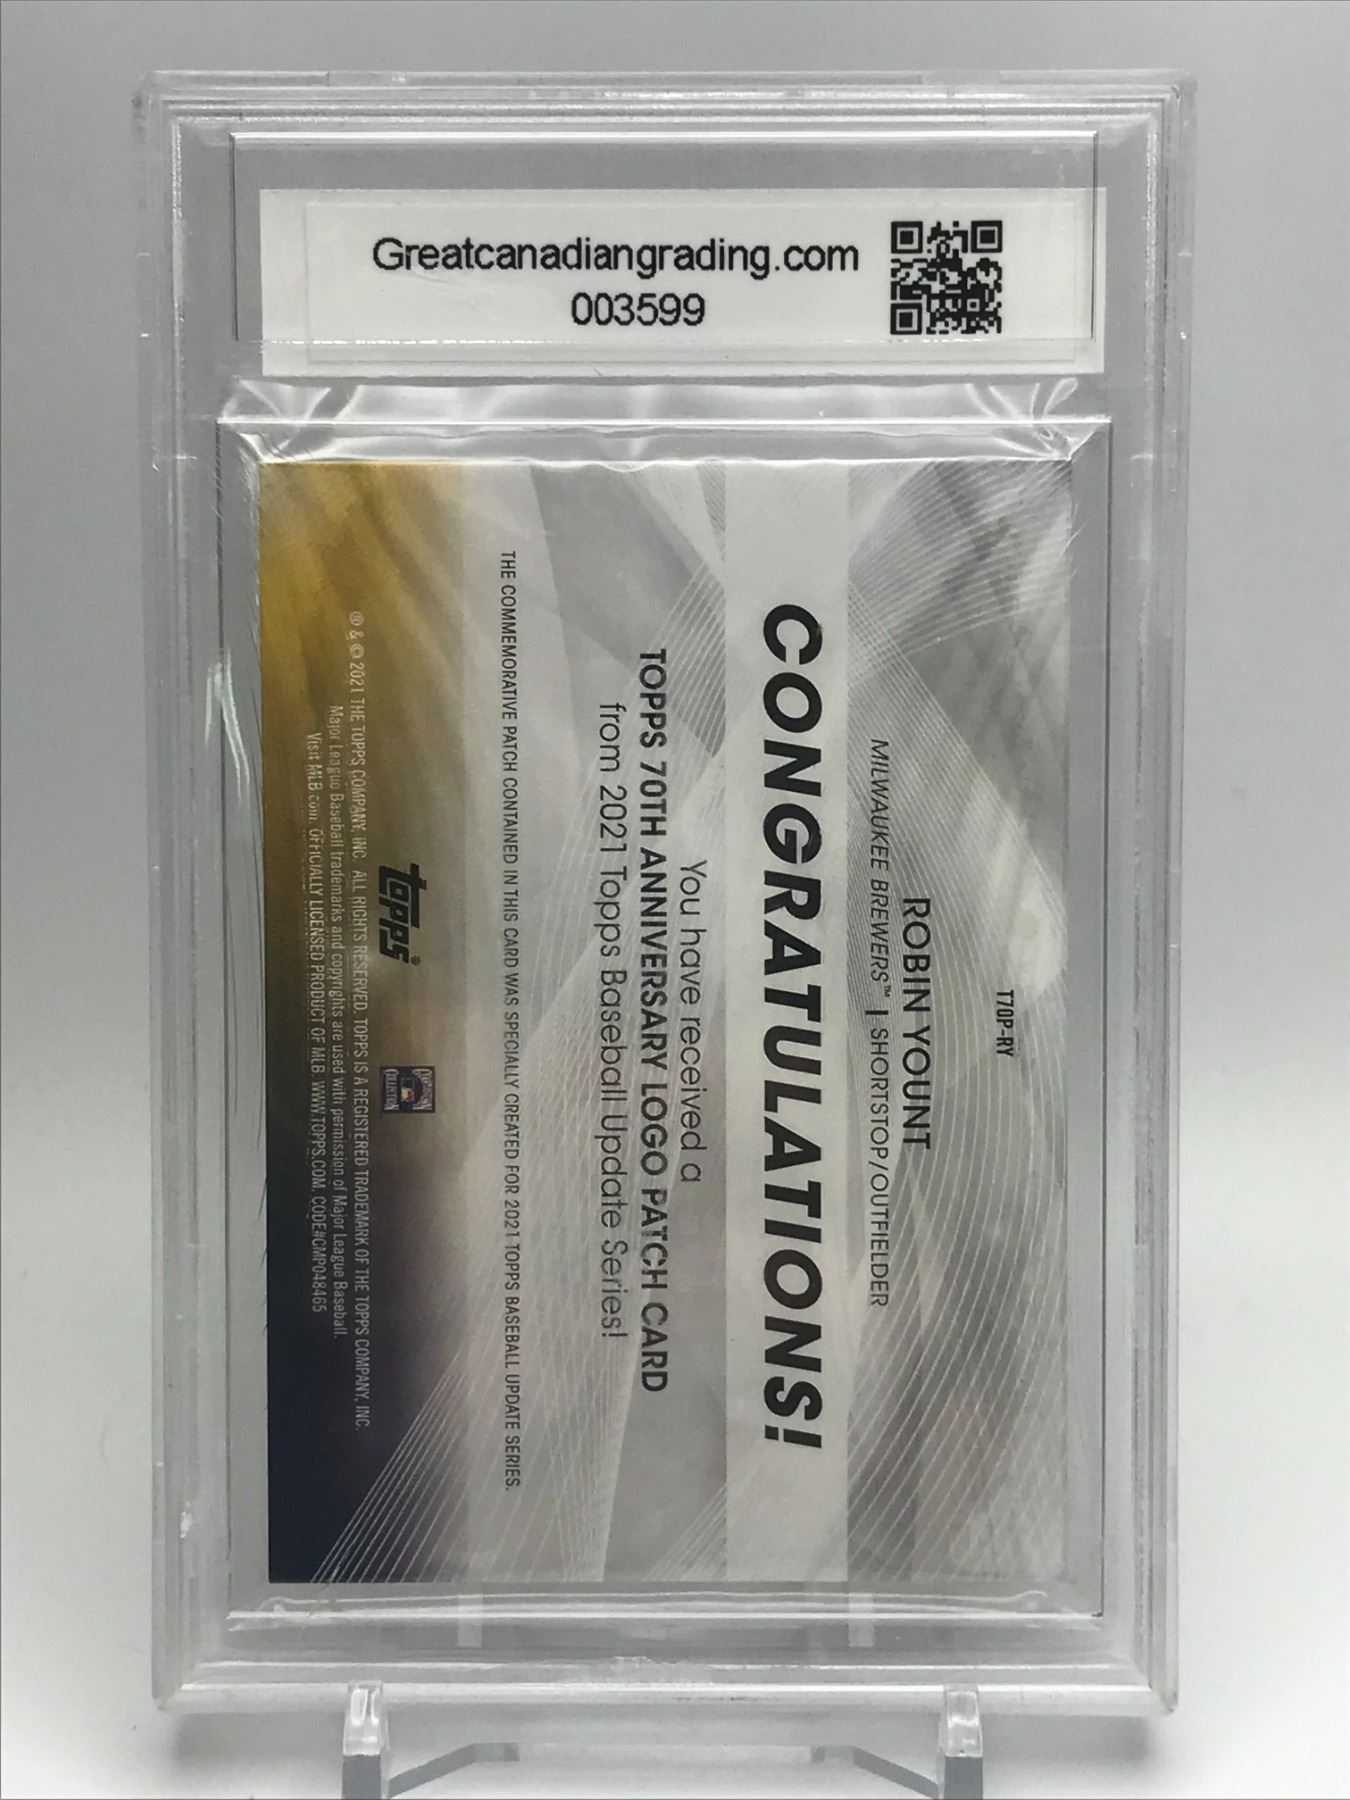 Greatcanadiangrading.com
003599
T70P-RY
ROBIN YOUNT
MILWAUKEE BREWERS™ | SHORTSTOP/OUTFIELDER
CONGRATULATIONS!
You have received a
TOPPS 70TH ANNIVERSARY LOGO PATCH CARD
from 2021 Topps Baseball Update Series!
THE COMMEMORATIVE PATCH CONTAINED IN THIS CARD WAS SPECIALLY CREATED FOR 2021 TOPPS BASEBALL UPDATE SERIES.
topps®
COOPERSTOWN
COLLECTION
® & © 2021 THE TOPPS COMPANY, INC. ALL RIGHTS RESERVED. TOPPS IS A REGISTERED TRADEMARK OF THE TOPPS COMPANY, INC.
Major League Baseball trademarks and copyrights are used with permission of Major League Baseball.
Visit MLB.com. OFFICIALLY LICENSED PRODUCT OF MLB. WWW.TOPPS.COM CODE#CMP048465